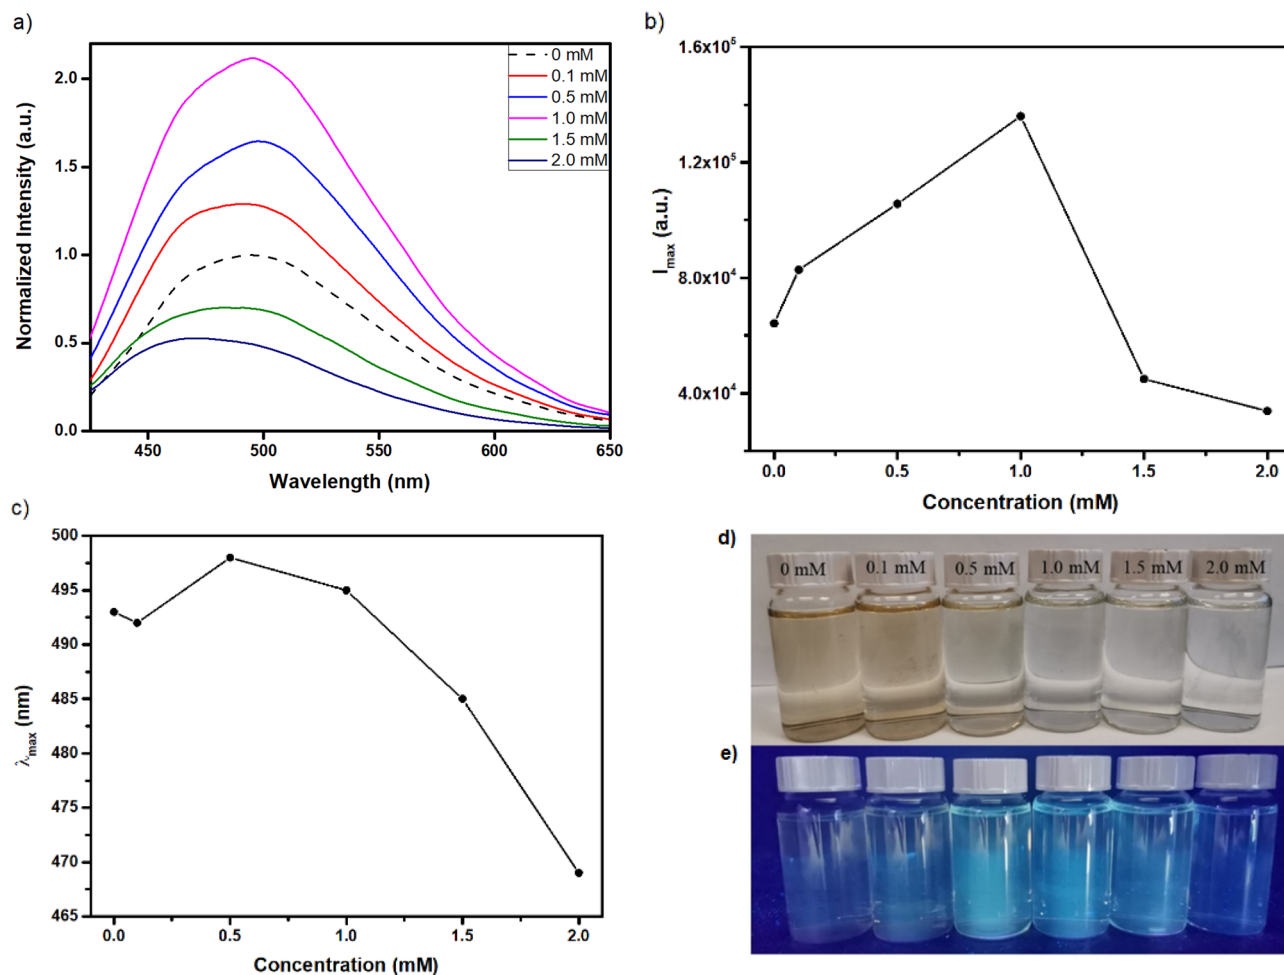 a)
Normalized Intensity (a.u.)
2.0
1.5
1.0
0.5
0.0
450
500
550
600
650
Wavelength (nm)
0 mM
0.1 mM
0.5 mM
1.0 mM
1.5 mM
2.0 mM
b)
Imax (a.u.)
1.6x10⁵
1.2x10⁵
8.0x10⁴
4.0x10⁴
0.0
0.5
1.0
1.5
2.0
Concentration (mM)
c)
λmax (nm)
500
495
490
485
480
475
470
465
0.0
0.5
1.0
1.5
2.0
Concentration (mM)
d)
0 mM
0.1 mM
0.5 mM
1.0 mM
1.5 mM
2.0 mM
e)